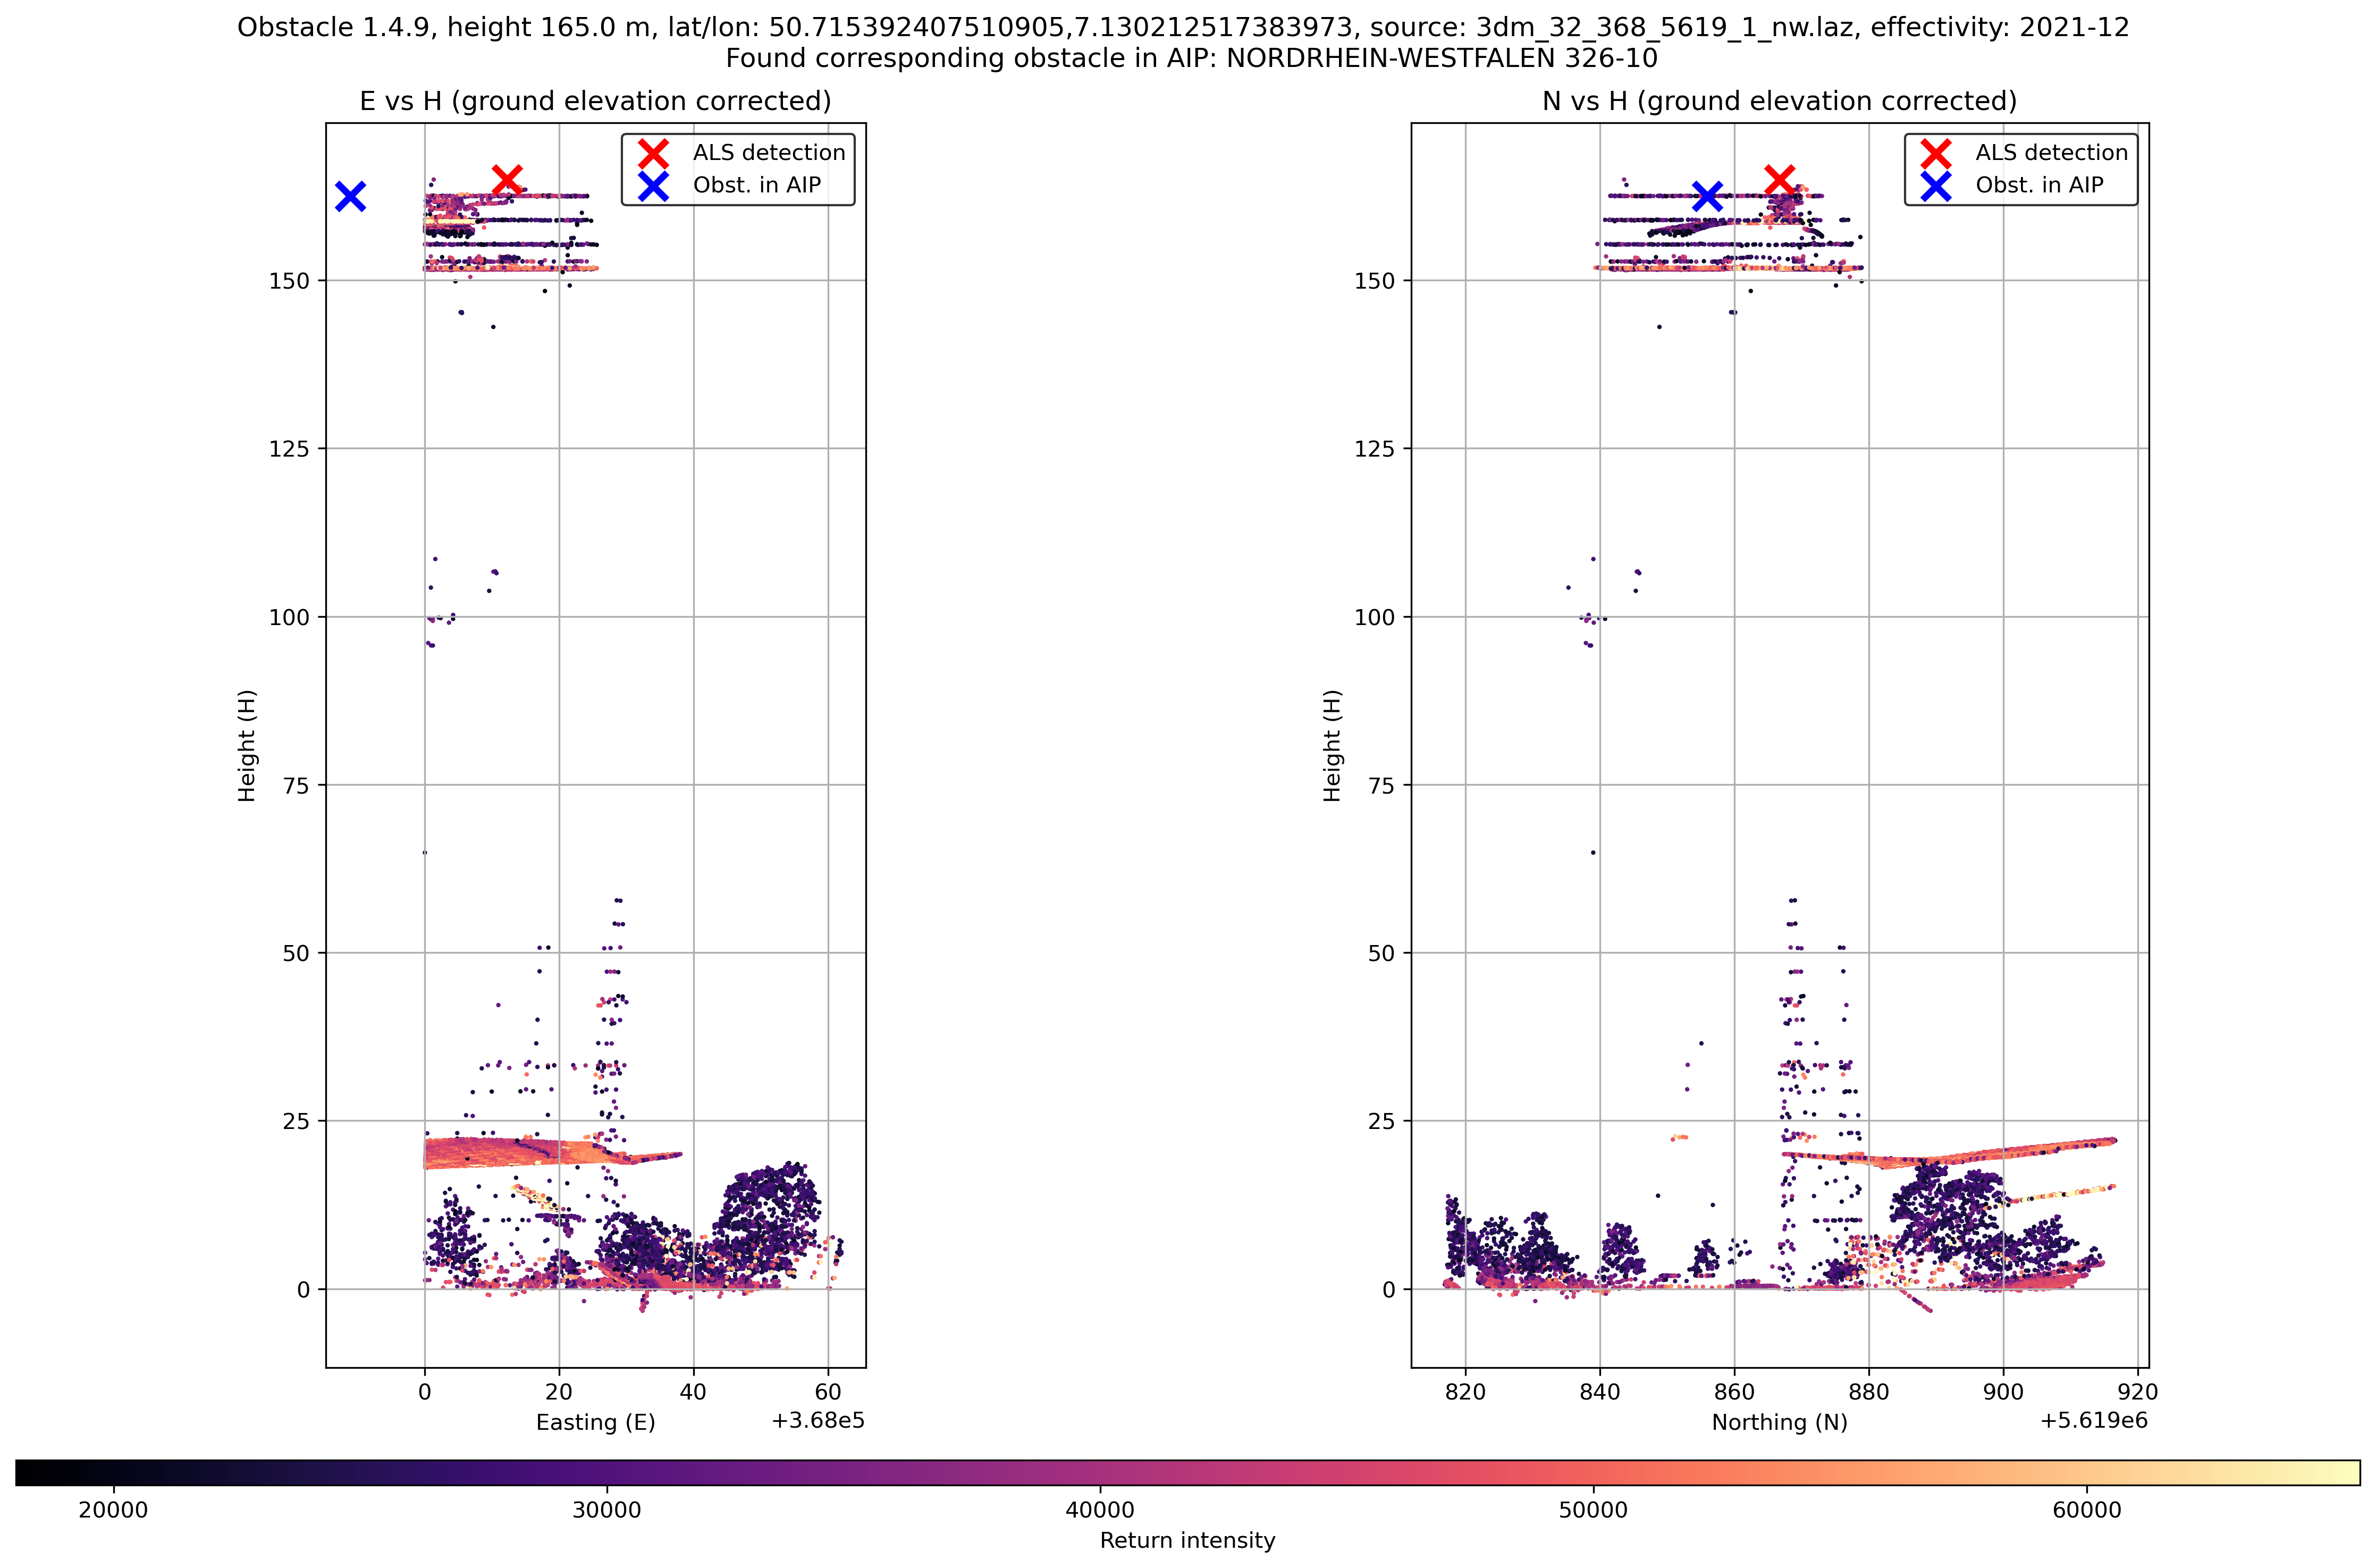 Obstacle 1.4.9, height 165.0 m, lat/lon: 50.715392407510905,7.130212517383973, source: 3dm_32_368_5619_1_nw.laz, effectivity: 2021-12
Found corresponding obstacle in AIP: NORDRHEIN-WESTFALEN 326-10
E vs H (ground elevation corrected)
ALS detection
Obst. in AIP
150
125
100
75
50
25
0
Height (H)
0 20 40 60
Easting (E)
+3.68e5
N vs H (ground elevation corrected)
ALS detection
Obst. in AIP
150
125
100
75
50
25
0
Height (H)
820 840 860 880 900 920
Northing (N)
+5.619e6
20000 30000 40000 50000 60000
Return intensity